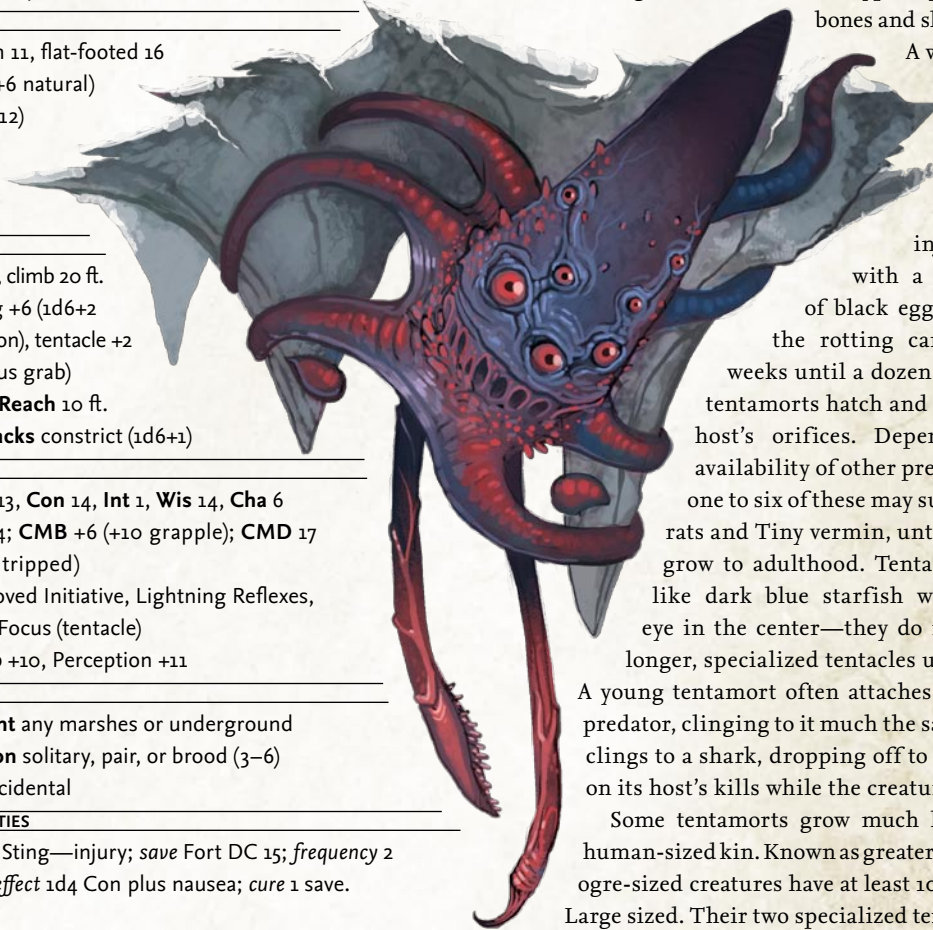 n 11, flat-footed 16
+6 natural)
12)
, climb 20 ft.
g +6 (1d6+2
on), tentacle +2
us grab)
Reach 10 ft.
acks constrict (1d6+1)
13, Con 14, Int 1, Wis 14, Cha 6
4; CMB +6 (+10 grapple); CMD 17
tripped)
oved Initiative, Lightning Reflexes,
Focus (tentacle)
+10, Perception +11
nt any marshes or underground
on solitary, pair, or brood (3–6)
cidental
TIES
Sting—injury; save Fort DC 15; frequency 2
effect 1d4 Con plus nausea; cure 1 save.
bones and sl
A w
in
with a
of black egg
the rotting car
weeks until a dozen
tentamorts hatch and
host's orifices. Depen
availability of other pre
one to six of these may su
rats and Tiny vermin, unt
grow to adulthood. Tenta
like dark blue starfish w
eye in the center—they do
longer, specialized tentacles u
A young tentamort often attaches
predator, clinging to it much the sa
clings to a shark, dropping off to
on its host's kills while the creatu
Some tentamorts grow much l
human-sized kin. Known as greater
ogre-sized creatures have at least 10
Large sized. Their two specialized te